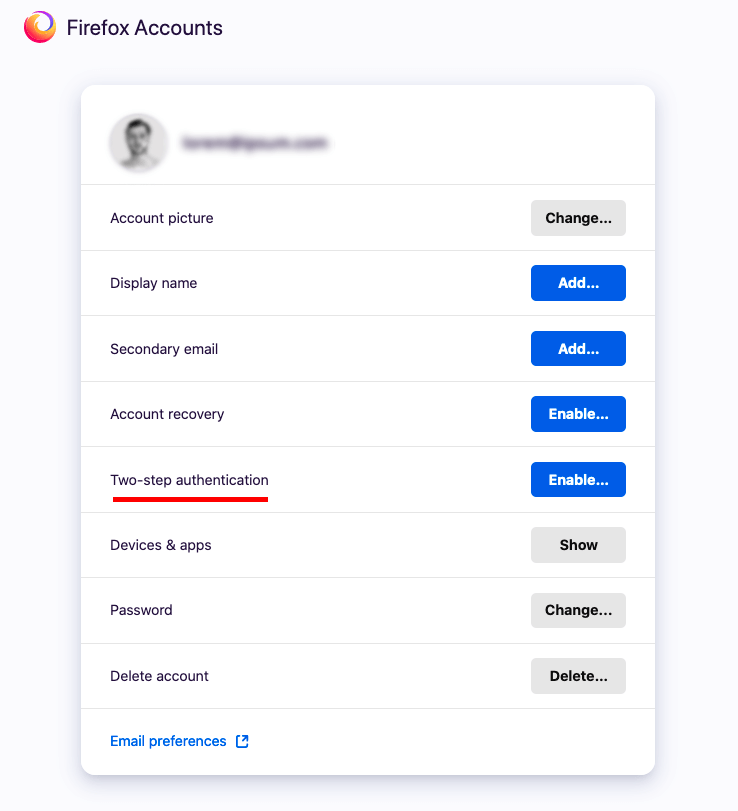 Firefox Accounts
Account picture
Change...
Display name
Add...
Secondary email
Add...
Account recovery
Enable...
Two-step authentication
Enable...
Devices & apps
Show
Password
Change...
Delete account
Delete...
Email preferences